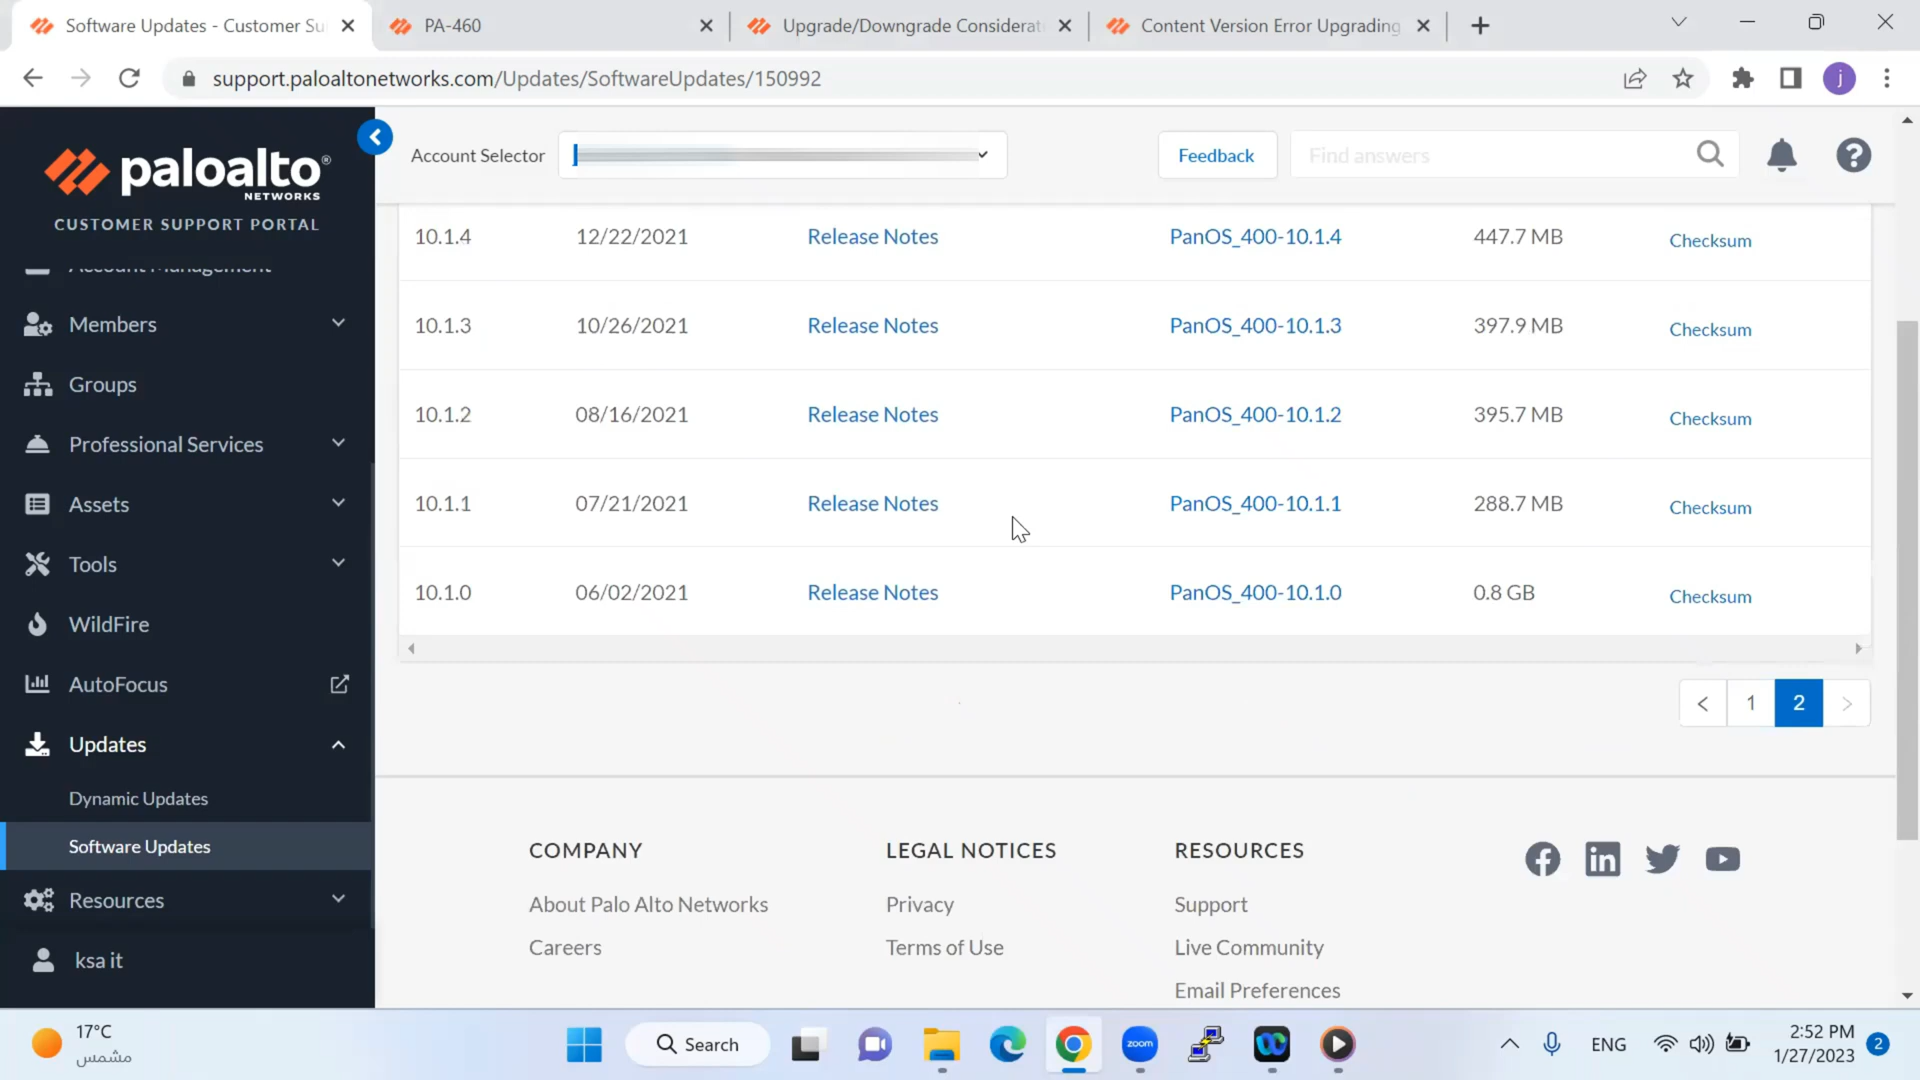 Software Updates - Customer Su
PA-460
Upgrade/Downgrade Considerat
Content Version Error Upgrading
support.paloaltonetworks.com/Updates/SoftwareUpdates/150992
j
paloalto®
NETWORKS
CUSTOMER SUPPORT PORTAL
Account Selector
Feedback
Find answers
Account Management
Members
Groups
Professional Services
Assets
Tools
WildFire
AutoFocus
Updates
Dynamic Updates
Software Updates
Resources
ksa it
10.1.4 12/22/2021 Release Notes PanOS_400-10.1.4 447.7 MB Checksum
10.1.3 10/26/2021 Release Notes PanOS_400-10.1.3 397.9 MB Checksum
10.1.2 08/16/2021 Release Notes PanOS_400-10.1.2 395.7 MB Checksum
10.1.1 07/21/2021 Release Notes PanOS_400-10.1.1 288.7 MB Checksum
10.1.0 06/02/2021 Release Notes PanOS_400-10.1.0 0.8 GB Checksum
< 1 2 >
COMPANY
About Palo Alto Networks
Careers
LEGAL NOTICES
Privacy
Terms of Use
RESOURCES
Support
Live Community
Email Preferences
17°C
مشمس
Search
zoom
ENG
2:52 PM
1/27/2023
2